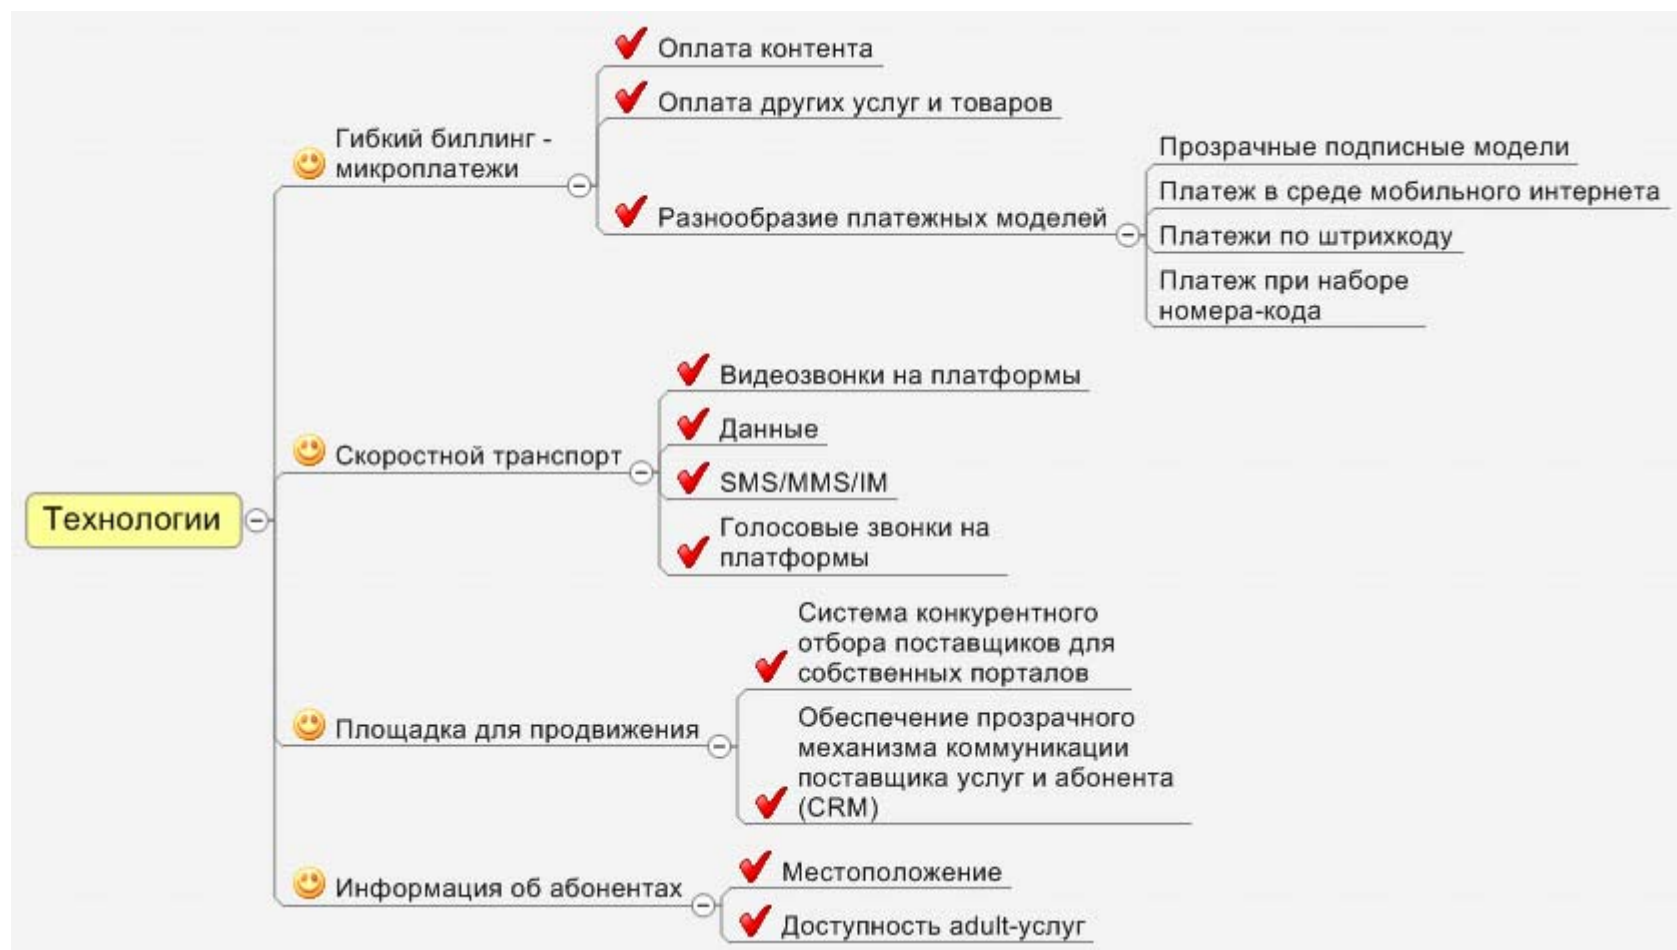 Технологии
Гибкий биллинг -
микроплатежи
Оплата контента
Оплата других услуг и товаров
Разнообразие платежных моделей
Прозрачные подписные модели
Платеж в среде мобильного интернета
Платежи по штрихкоду
Платеж при наборе
номера-кода
Скоростной транспорт
Видеозвонки на платформы
Данные
SMS/MMS/IM
Голосовые звонки на
платформы
Площадка для продвижения
Система конкурентного
отбора поставщиков для
собственных порталов
Обеспечение прозрачного
механизма коммуникации
поставщика услуг и абонента
(CRM)
Информация об абонентах
Местоположение
Доступность adult-услуг